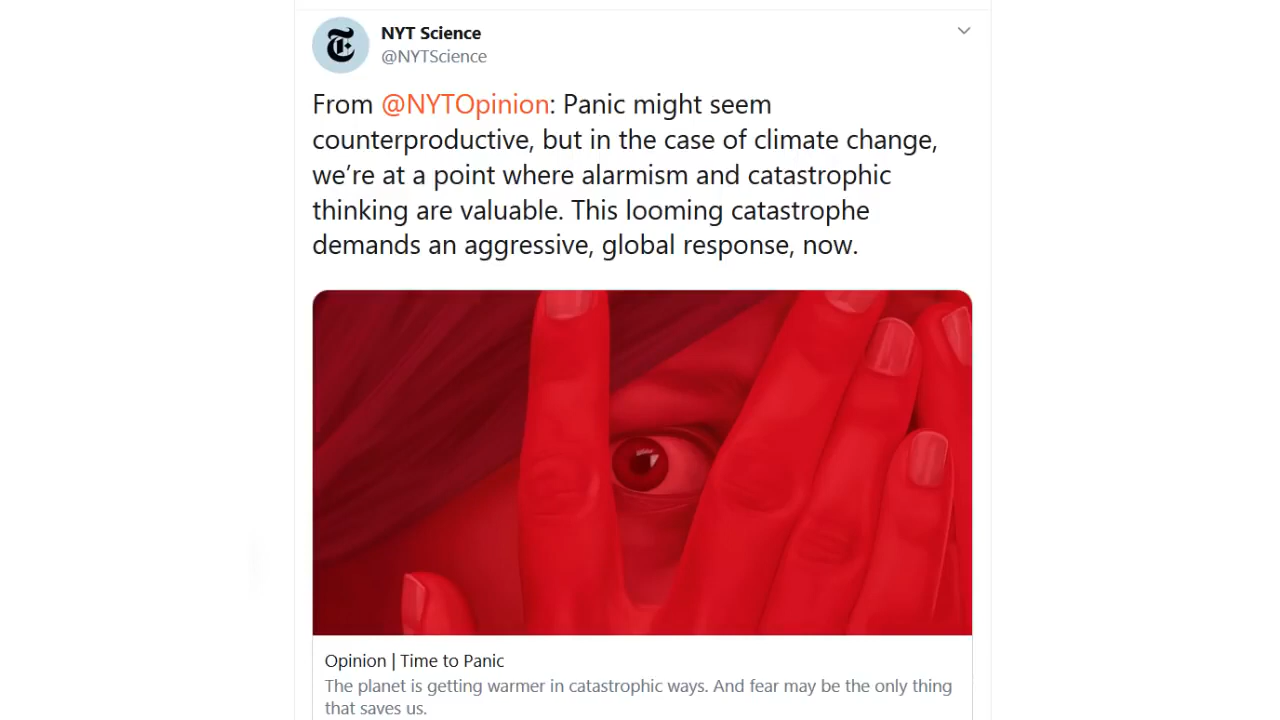 NYT Science
@NYTScience
From @NYTOpinion: Panic might seem
counterproductive, but in the case of climate change,
we’re at a point where alarmism and catastrophic
thinking are valuable. This looming catastrophe
demands an aggressive, global response, now.
Opinion | Time to Panic
The planet is getting warmer in catastrophic ways. And fear may be the only thing
that saves us.